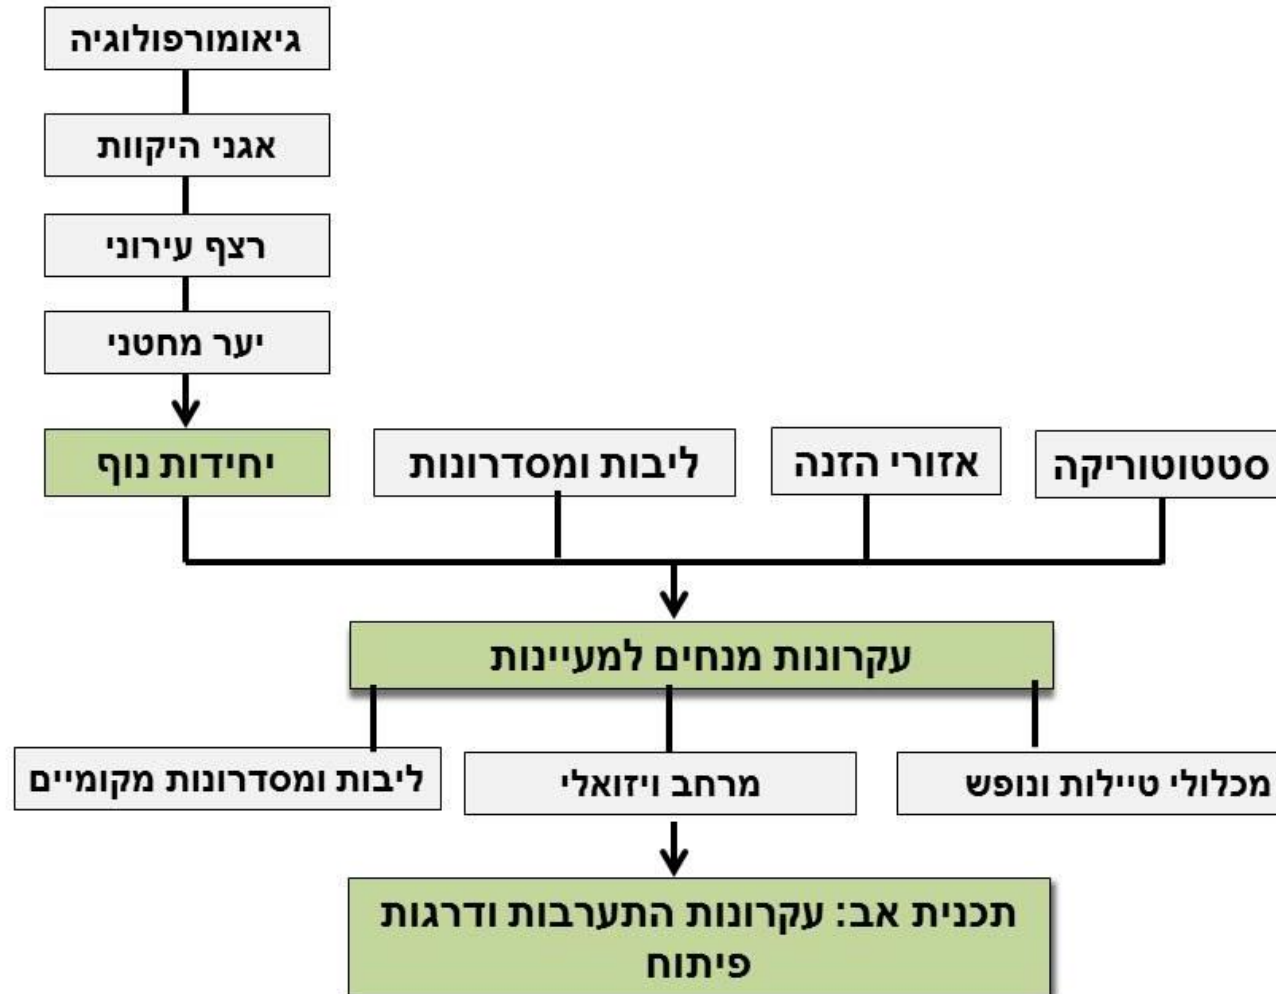 גיאומורפולוגיה
אגני היקוות
רצף עירוני
יער מחטני
יחידות נוף
ליבות ומסדרונות
אזורי הזנה
סטטוטוריקה
עקרונות מנחים למעיינות
ליבות ומסדרונות מקומיים
מרחב ויזואלי
מכלולי טיילות ונופש
תכנית אב: עקרונות התערבות ודרגות
פיתוח